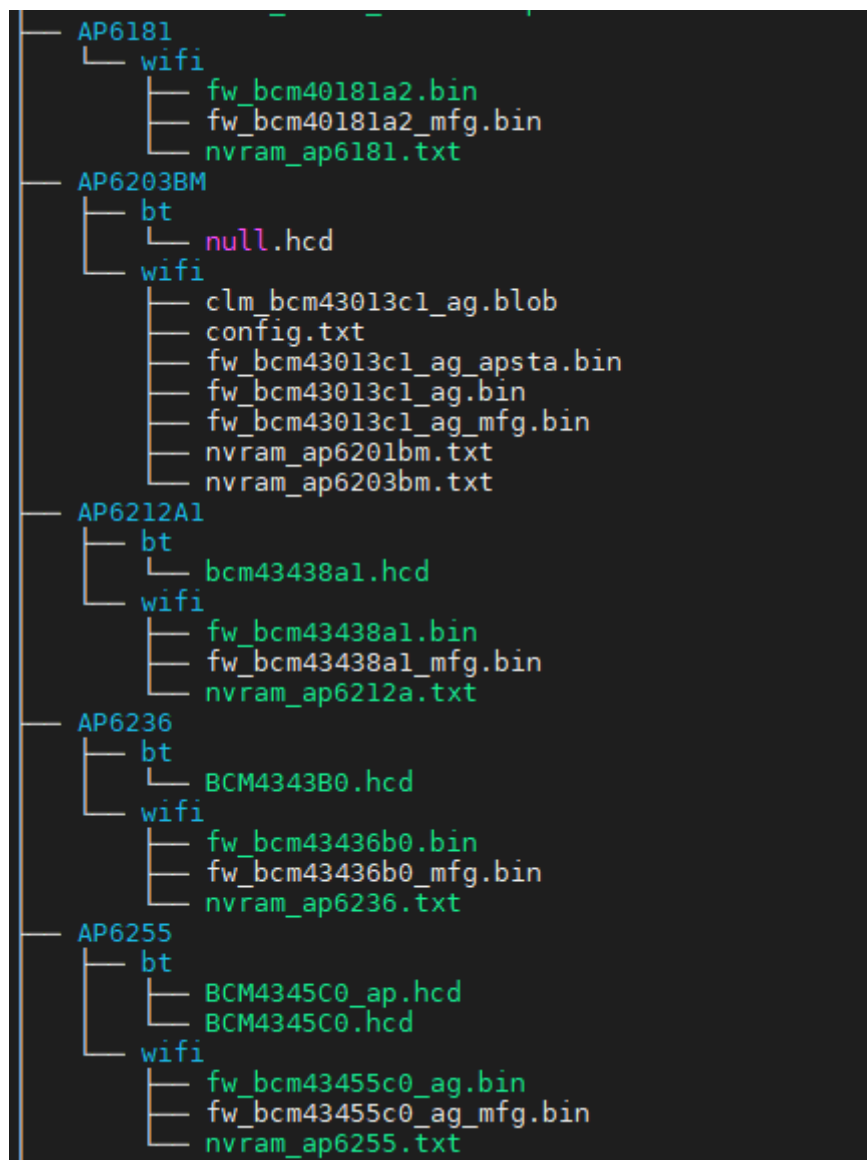 AP6181
wifi
fw_bcm40181a2.bin
fw_bcm40181a2_mfg.bin
nvram_ap6181.txt
AP6203BM
bt
null.hcd
wifi
clm_bcm43013c1_ag.blob
config.txt
fw_bcm43013c1_ag_apsta.bin
fw_bcm43013c1_ag.bin
fw_bcm43013c1_ag_mfg.bin
nvram_ap6201bm.txt
nvram_ap6203bm.txt
AP6212A1
bt
bcm43438a1.hcd
wifi
fw_bcm43438a1.bin
fw_bcm43438a1_mfg.bin
nvram_ap6212a.txt
AP6236
bt
BCM4343B0.hcd
wifi
fw_bcm43436b0.bin
fw_bcm43436b0_mfg.bin
nvram_ap6236.txt
AP6255
bt
BCM4345C0_ap.hcd
BCM4345C0.hcd
wifi
fw_bcm43455c0_ag.bin
fw_bcm43455c0_ag_mfg.bin
nvram_ap6255.txt